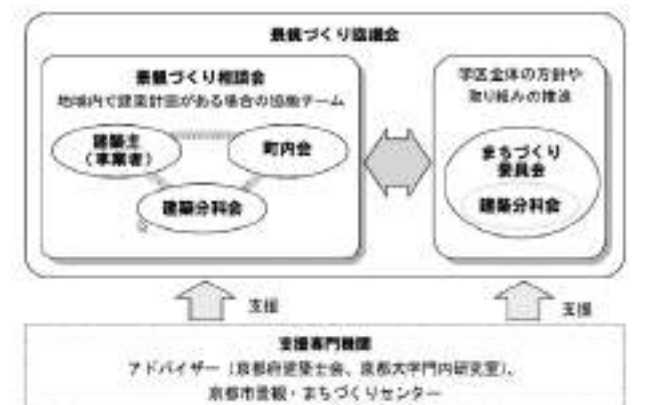 景観づくり協議会
景観づくり相談会
地域内で建築計画がある場合の協働チーム
建築主
（事業者）
町内会
建築分科会
学区全体の方針や
取り組みの推進
まちづくり
委員会
建築分科会
支援
支援
支援専門機関
アドバイザー（京都府建築士会、京都大学門内研究室）、
京都市景観・まちづくりセンター